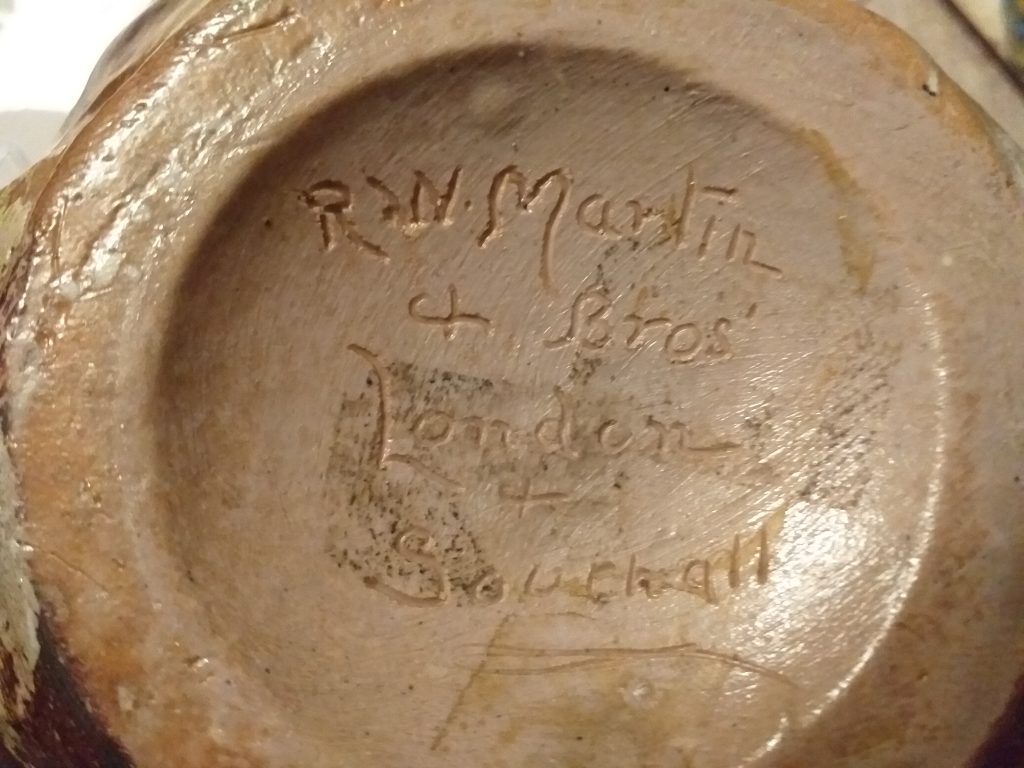 R.W. Martin
+ Bros'
London
+
Southall